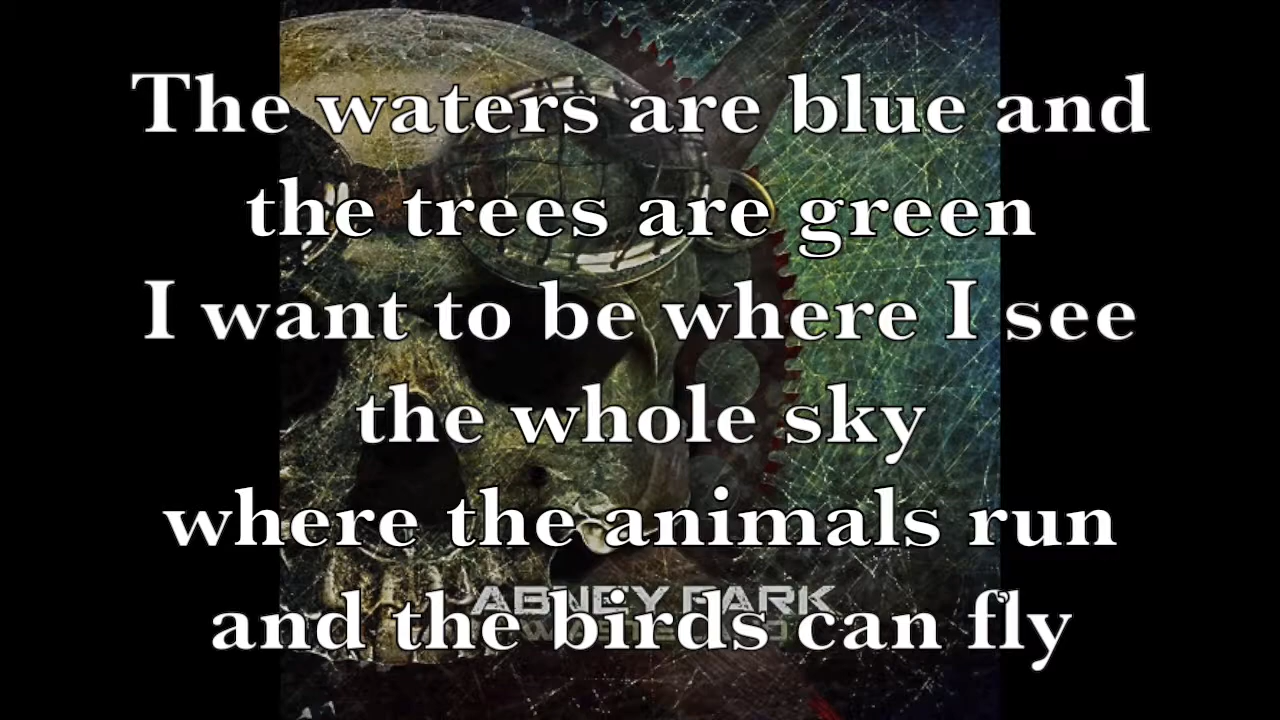 The waters are blue and
the trees are green
I want to be where I see
the whole sky
where the animals run
ABNEY PARK
and the birds can fly